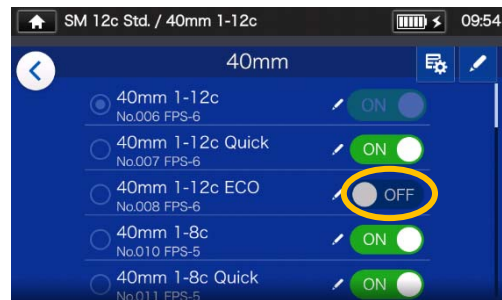 SM 12c Std. / 40mm 1-12c 09:54
40mm
40mm 1-12c ON
No.006 FPS-6
40mm 1-12c Quick ON
No.007 FPS-6
40mm 1-12c ECO OFF
No.008 FPS-6
40mm 1-8c ON
No.010 FPS-5
40mm 1-8c Quick ON
No.011 FPS-5